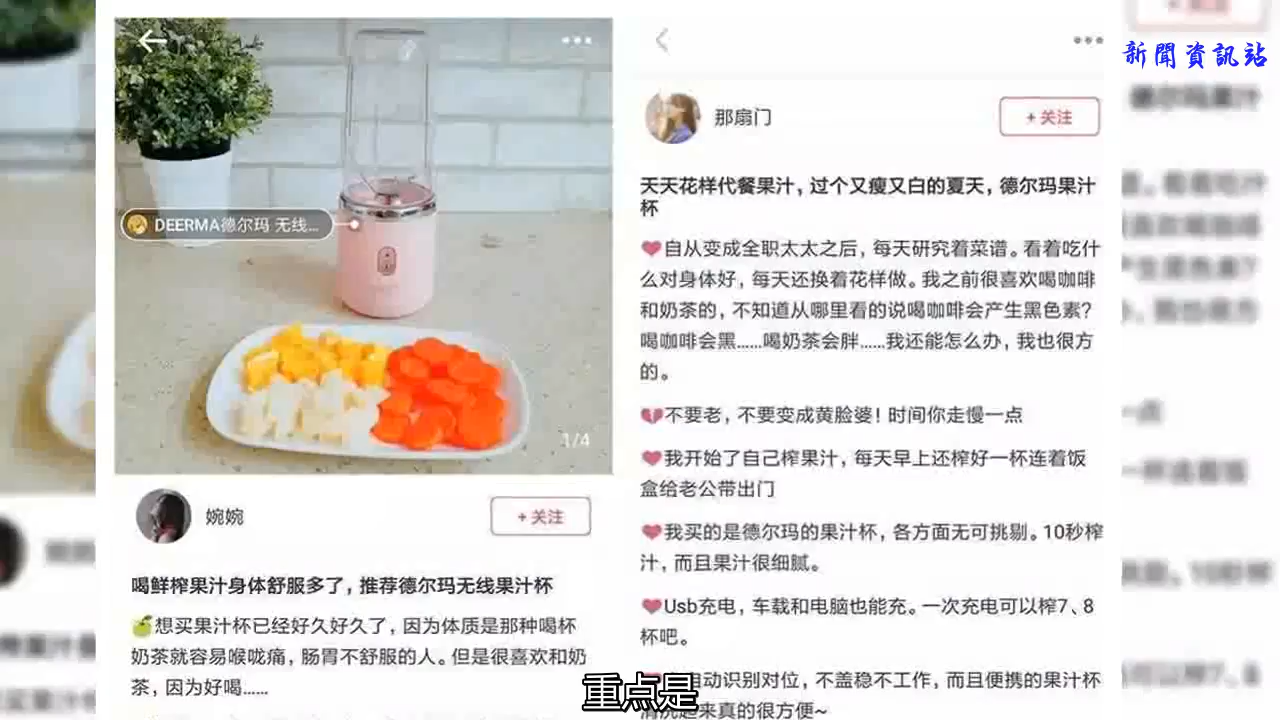 新聞資訊站
DEERMA德尔玛 无线...
1/4
婉婉
+关注
喝鲜榨果汁身体舒服多了，推荐德尔玛无线果汁杯
想买果汁杯已经好久好久了，因为体质是那种喝杯
奶茶就容易喉咙痛，肠胃不舒服的人。但是很喜欢和奶
茶，因为好喝......
那扇门
+关注
天天花样代餐果汁，过个又瘦又白的夏天，德尔玛果汁
杯
自从变成全职太太之后，每天研究着菜谱。看着吃什
么对身体好，每天还换着花样做。我之前很喜欢喝咖啡
和奶茶的，不知道从哪里看的说喝咖啡会产生黑色素？
喝咖啡会黑......喝奶茶会胖......我还能怎么办，我也很方
的。
不要老，不要变成黄脸婆！时间你走慢一点
我开始了自己榨果汁，每天早上还榨好一杯连着饭
盒给老公带出门
我买的是德尔玛的果汁杯，各方面无可挑剔。10秒榨
汁，而且果汁很细腻。
Usb充电，车载和电脑也能充。一次充电可以榨7、8
杯吧。
自动识别对位，不盖稳不工作，而且便携的果汁杯
清洗起来真的很方便~
重点是